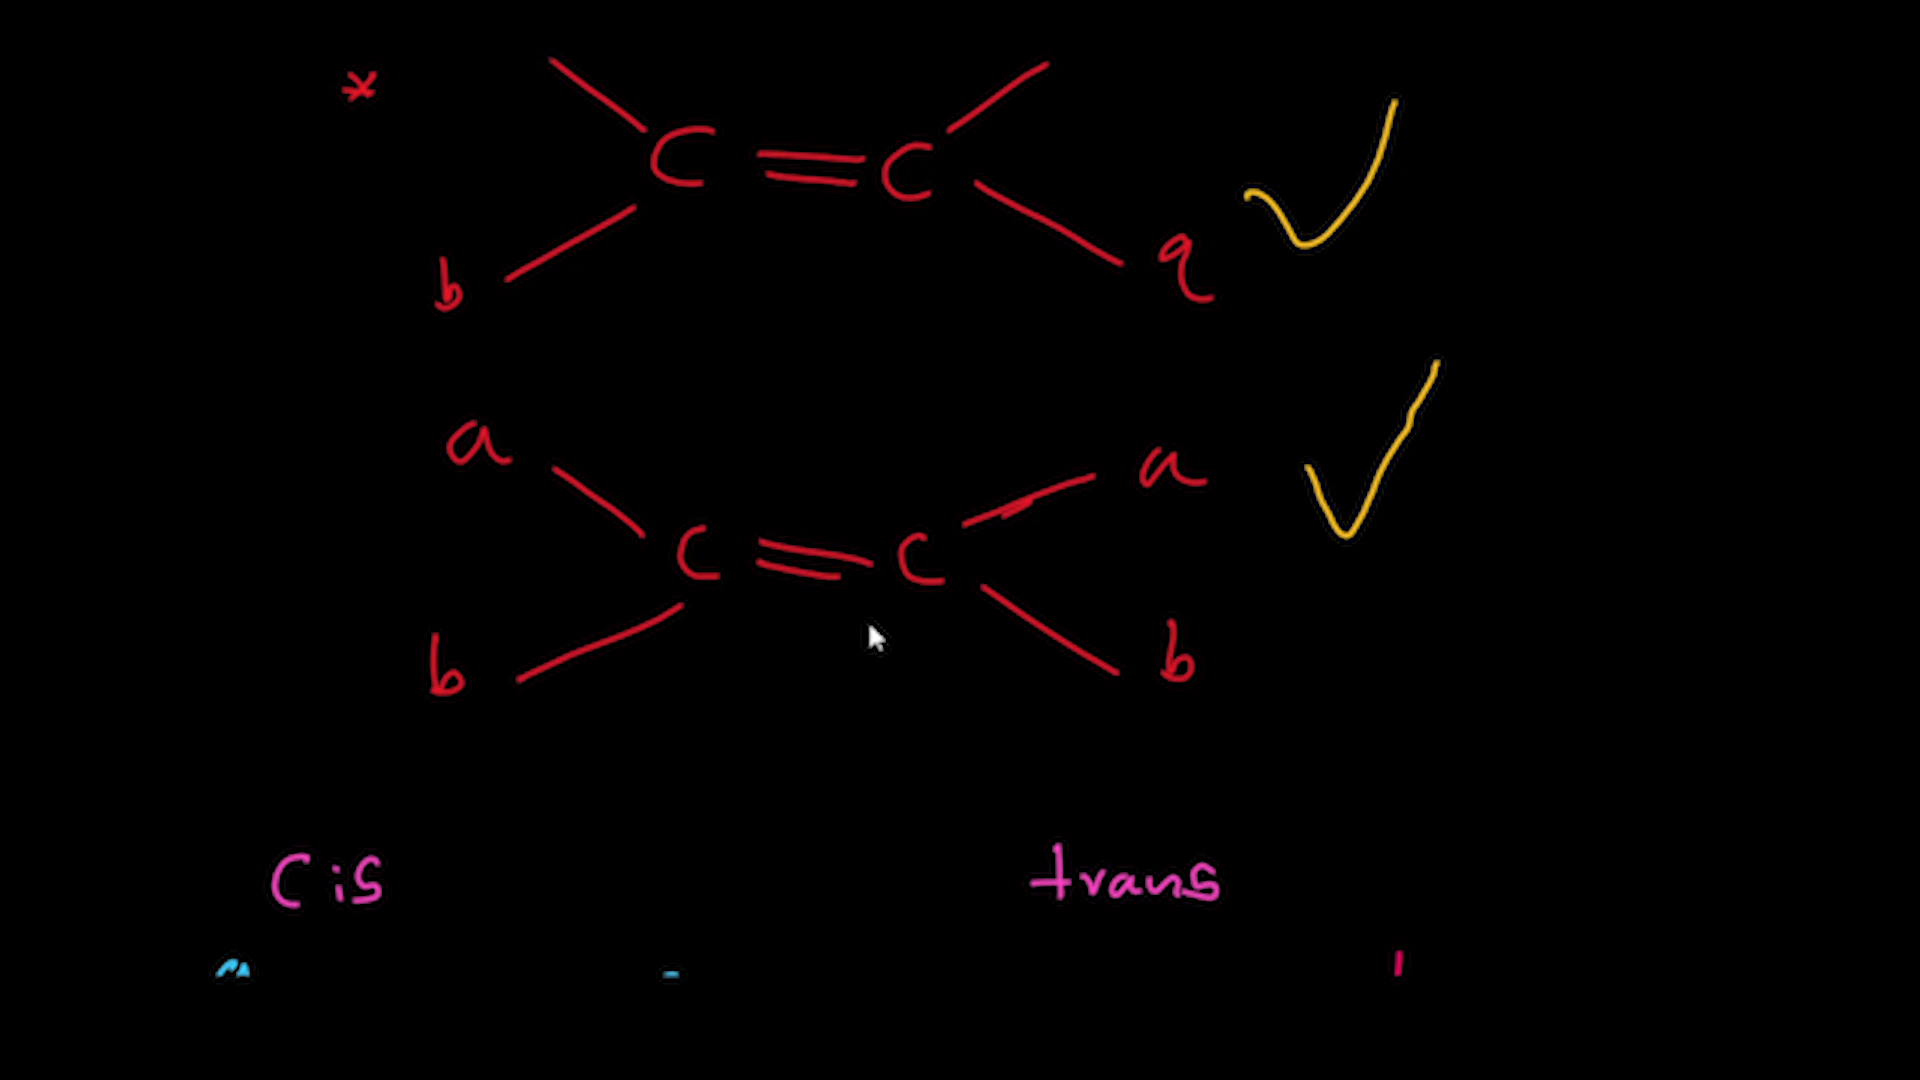 *
C = C
b a
a a
C = C
b b
Cis trans